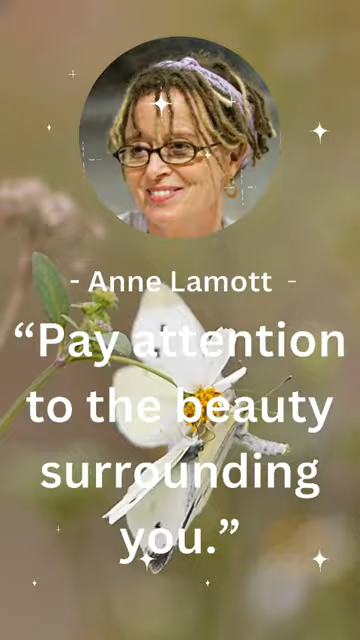 - Anne Lamott -
“Pay attention
to the beauty
surrounding
you.”